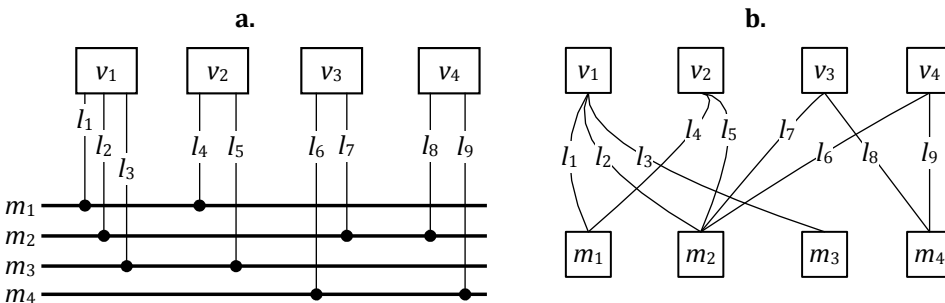 a. b.
v₁ v₂ v₃ v₄ v₁ v₂ v₃ v₄
l₁ l₂ l₃ l₄ l₅ l₆ l₇ l₈ l₉ l₁ l₂ l₃ l₄ l₅ l₇ l₆ l₈ l₉
m₁
m₂
m₃
m₄
m₁ m₂ m₃ m₄